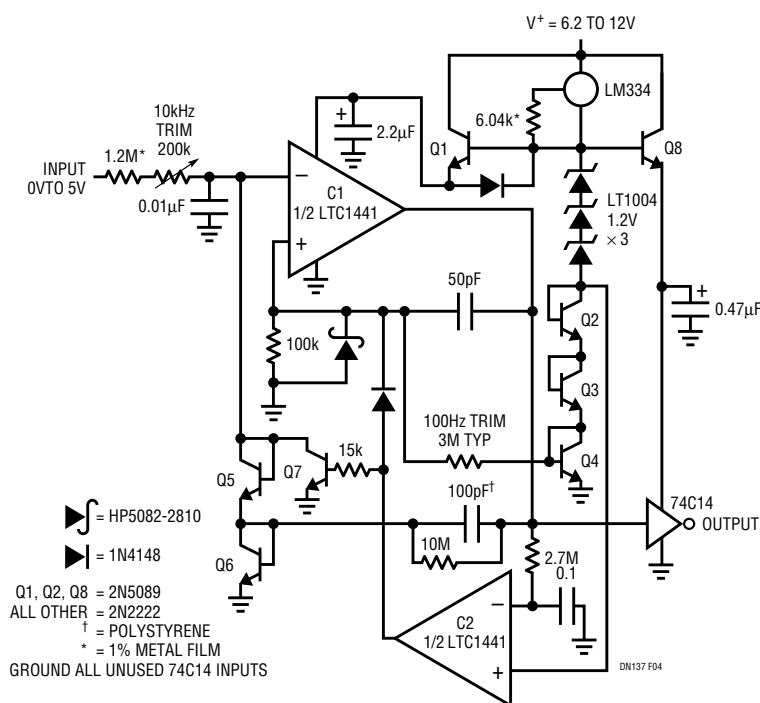 V+ = 6.2 TO 12V
LM334
6.04k*
Q1
Q8
2.2µF
+
10kHz
TRIM
200k
1.2M*
INPUT
0VTO 5V
0.01µF
−
C1
1/2 LTC1441
+
LT1004
1.2V
× 3
50pF
+
0.47µF
100k
Q2
Q3
Q4
100Hz TRIM
3M TYP
15k
Q5
Q7
Q6
100pF†
10M
74C14
OUTPUT
2.7M
0.1
−
C2
1/2 LTC1441
+
= HP5082-2810
= 1N4148
Q1, Q2, Q8 = 2N5089
ALL OTHER = 2N2222
† = POLYSTYRENE
* = 1% METAL FILM
GROUND ALL UNUSED 74C14 INPUTS
DN137 F04